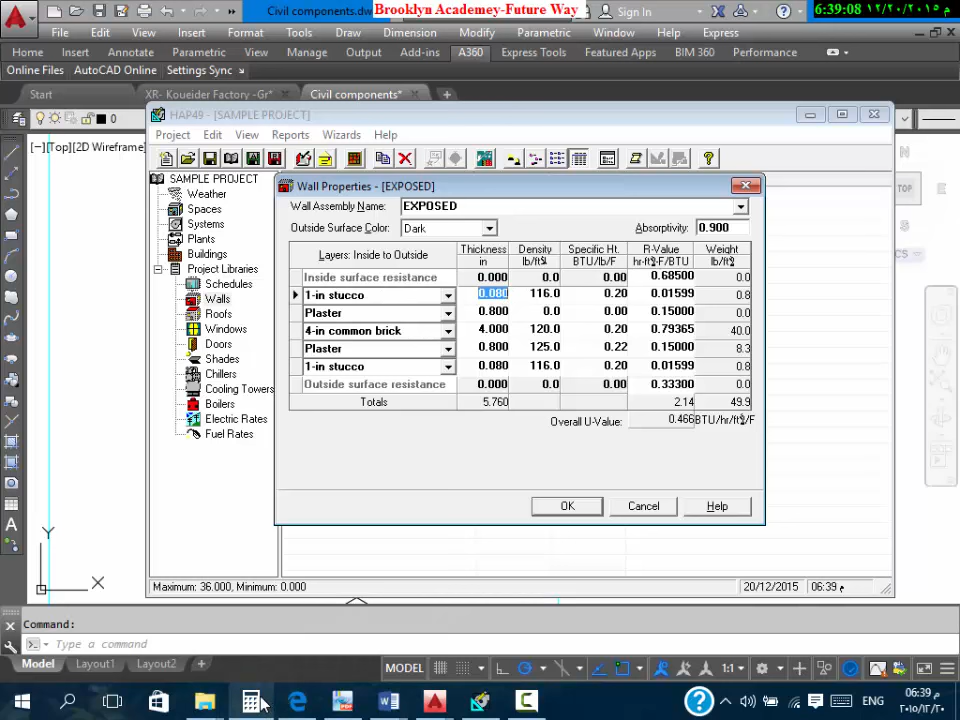 Civil components.dw
Brooklyn Academey-Future Way
Sign In
6:39:08 م ١٢/٢٠/٢٠١٥
File Edit View Insert Format Tools Draw Dimension Modify Parametric Window Help Express
Home Insert Annotate Parametric View Manage Output Add-ins A360 Express Tools Featured Apps BIM 360 Performance
Online Files AutoCAD Online Settings Sync
Start XR- Koueider Factory -Gr* Civil components*
0
HAP49 - [SAMPLE PROJECT]
[−][Top][2D Wireframe]
Project Edit View Reports Wizards Help
N
TOP
E
S
CS
SAMPLE PROJECT
Weather
Spaces
Systems
Plants
Buildings
Project Libraries
Schedules
Walls
Roofs
Windows
Doors
Shades
Chillers
Cooling Towers
Boilers
Electric Rates
Fuel Rates
Wall Properties - [EXPOSED]
Wall Assembly Name: EXPOSED
Outside Surface Color: Dark Absorptivity: 0.900
Layers: Inside to Outside Thickness in Density lb/ft³ Specific Ht. BTU/lb/F R-Value hr-ft²-F/BTU Weight lb/ft²
Inside surface resistance 0.000 0.0 0.00 0.68500 0.0
1-in stucco 0.080 116.0 0.20 0.01599 0.8
Plaster 0.800 0.0 0.00 0.15000 0.0
4-in common brick 4.000 120.0 0.20 0.79365 40.0
Plaster 0.800 125.0 0.22 0.15000 8.3
1-in stucco 0.080 116.0 0.20 0.01599 0.8
Outside surface resistance 0.000 0.0 0.00 0.33300 0.0
Totals 5.760 2.14 49.9
Overall U-Value: 0.466 BTU/hr/ft²/F
OK Cancel Help
Y
X
Maximum: 36.000, Minimum: 0.000 20/12/2015 06:39 م
Command:
Type a command
Model Layout1 Layout2 +
MODEL 1:1
ENG
06:39 م
٢٠١٥/١٢/٢٠